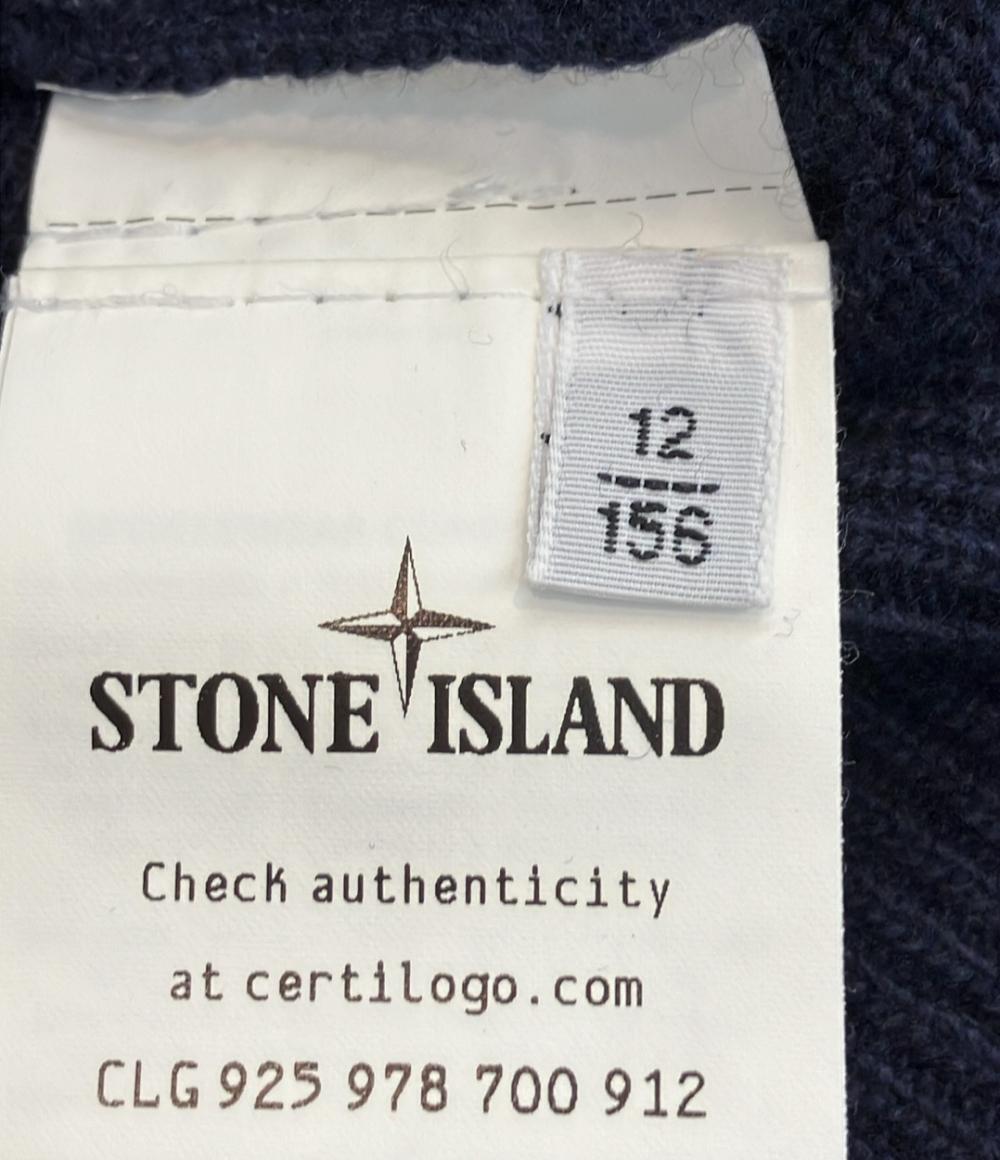 12
156
STONE ISLAND
Check authenticity
at certilogo.com
CLG 925 978 700 912